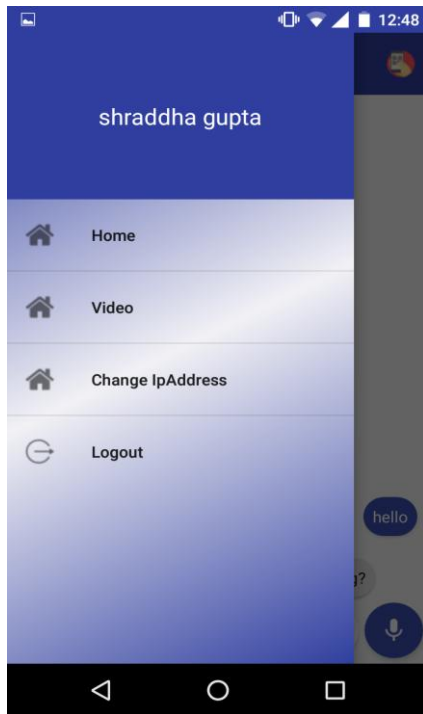 12:48
shraddha gupta
Home
Video
Change IpAddress
Logout
hello
?